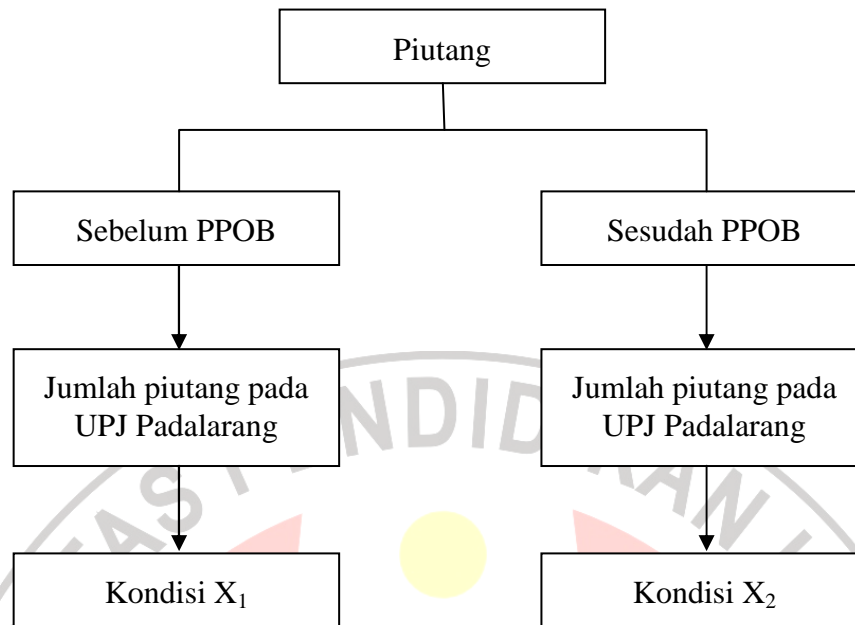 Piutang
Sebelum PPOB
Sesudah PPOB
Jumlah piutang pada
UPJ Padalarang
Jumlah piutang pada
UPJ Padalarang
Kondisi X₁
Kondisi X₂